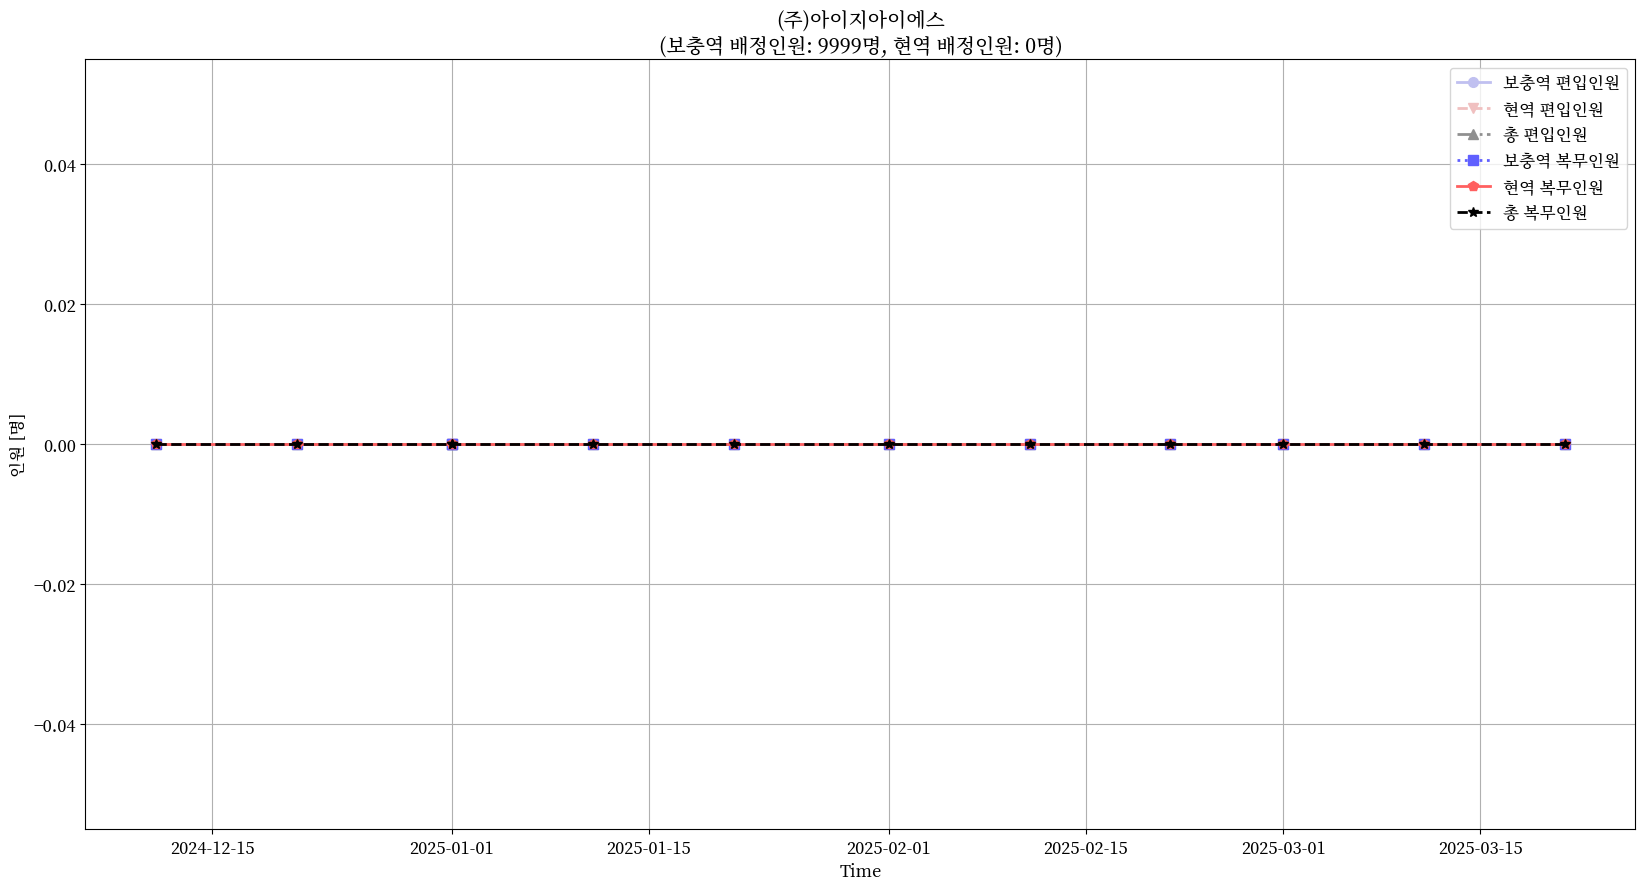 (주)아이지아이에스
(보충역 배정인원: 9999명, 현역 배정인원: 0명)
보충역 편입인원
현역 편입인원
총 편입인원
보충역 복무인원
현역 복무인원
총 복무인원
0.04
0.02
0.00
−0.02
−0.04
인원 [명]
2024-12-15
2025-01-01
2025-01-15
2025-02-01
2025-02-15
2025-03-01
2025-03-15
Time